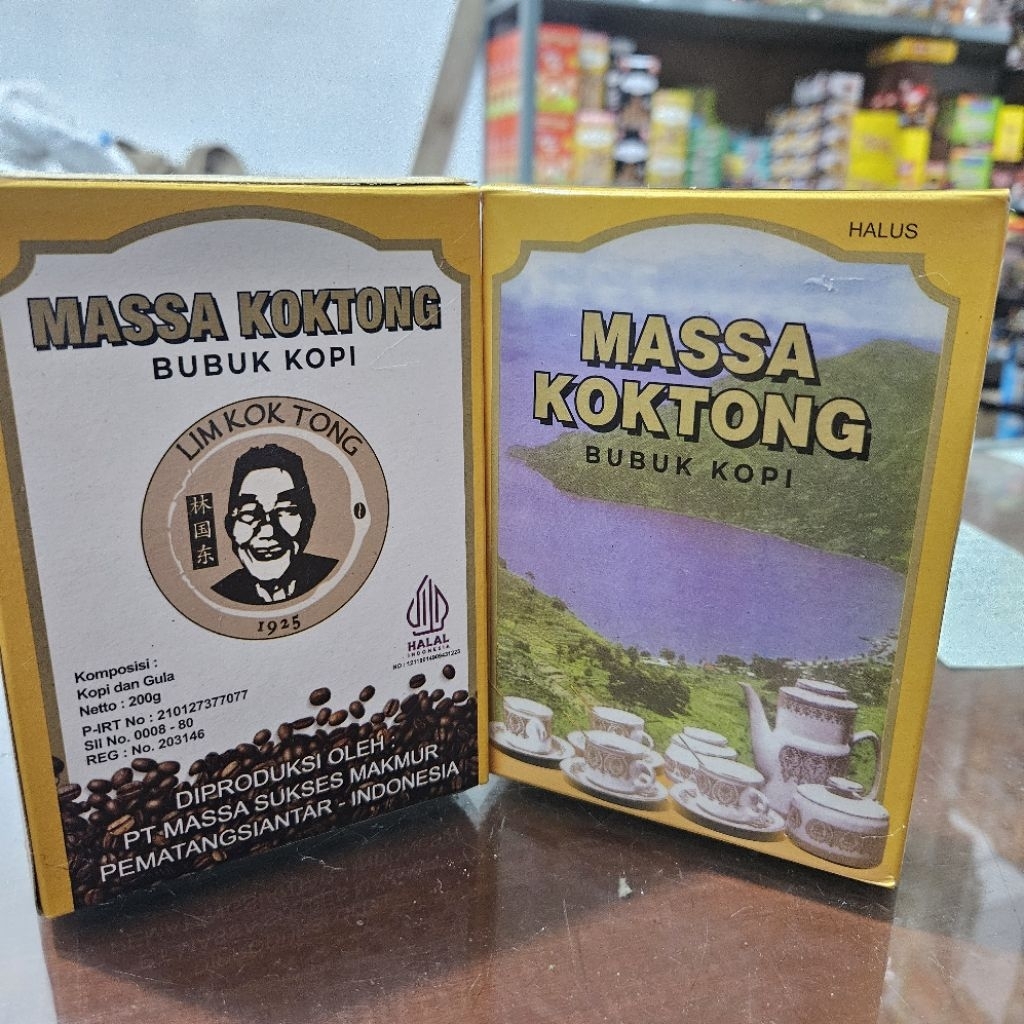 MASSA KOKTONG
BUBUK KOPI
LIM KOK TONG
林国东
1925
HALAL
INDONESIA
Komposisi :
Kopi dan Gula
Netto : 200g
P-IRT No : 210127377077
SII No. 0008 - 80
REG : No. 203146
DIPRODUKSI OLEH :
PT MASSA SUKSES MAKMUR
PEMATANGSIANTAR - INDONESIA
HALUS
MASSA
KOKTONG
BUBUK KOPI